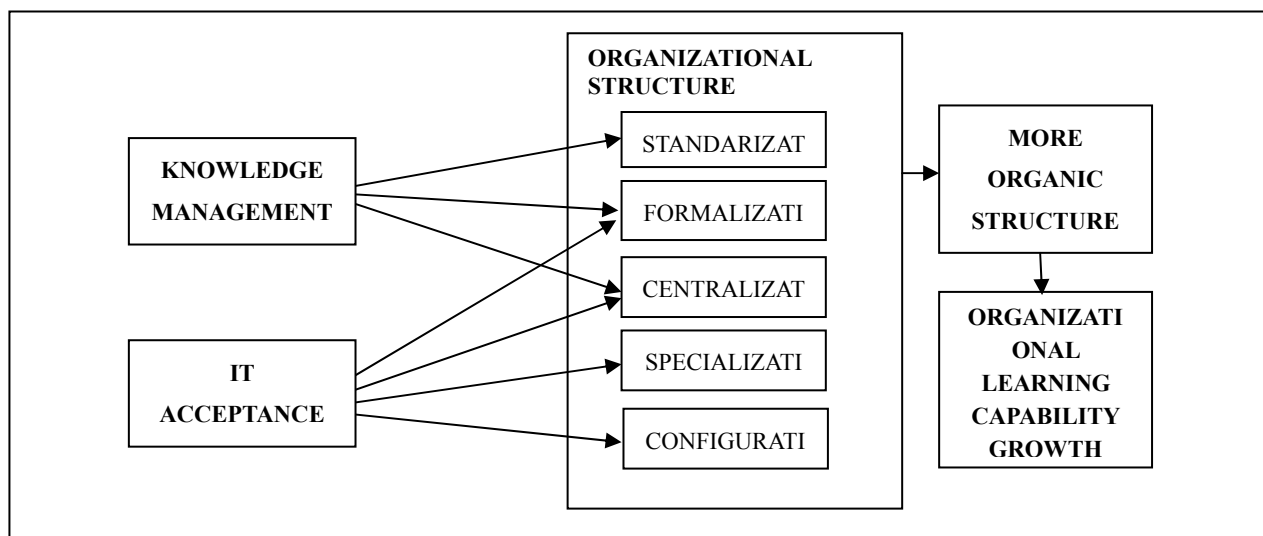 ORGANIZATIONAL
STRUCTURE
KNOWLEDGE
MANAGEMENT
IT
ACCEPTANCE
STANDARIZAT
FORMALIZATI
CENTRALIZAT
SPECIALIZATI
CONFIGURATI
MORE
ORGANIC
STRUCTURE
ORGANIZATI
ONAL
LEARNING
CAPABILITY
GROWTH